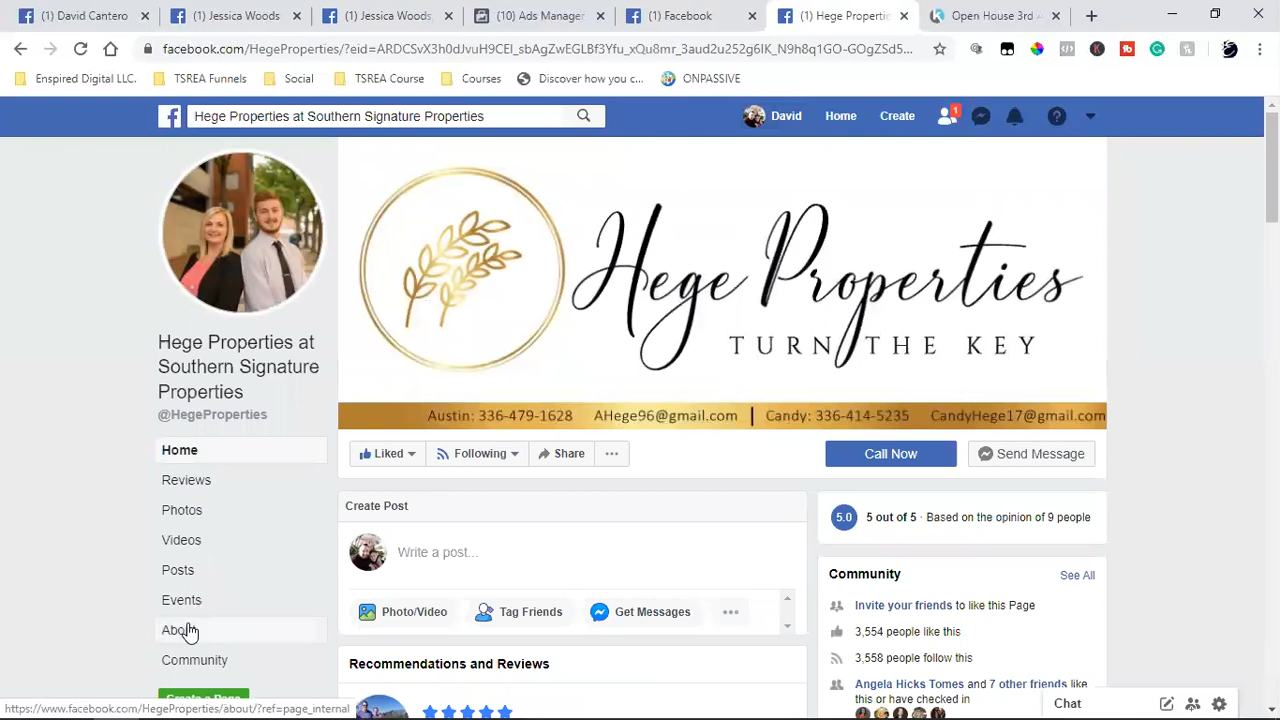 (1) David Cantero
(1) Jessica Woods
(1) Jessica Woods
(10) Ads Manager
(1) Facebook
(1) Hege Properti
Open House 3rd
facebook.com/HegeProperties/?eid=ARDCSvX3h0dJvuH9CEI_sbAgZwEGLBf3Yfu_xQu8mr_3aud2u252g6IK_N9h8q1GO-GOgZSd5...
Enspired Digital LLC.
TSREA Funnels
Social
TSREA Course
Courses
Discover how you...
ONPASSIVE
Hege Properties at Southern Signature Properties
David
Home
Create
1
Hege Properties
TURN THE KEY
Austin: 336-479-1628 AHege96@gmail.com | Candy: 336-414-5235 CandyHege17@gmail.com
Hege Properties at
Southern Signature
Properties
@HegeProperties
Home
Reviews
Photos
Videos
Posts
Events
About
Community
Create a Page
Liked
Following
Share
...
Call Now
Send Message
Create Post
Write a post...
Photo/Video
Tag Friends
Get Messages
...
Recommendations and Reviews
5.0
5 out of 5 · Based on the opinion of 9 people
Community
See All
Invite your friends to like this Page
3,554 people like this
3,558 people follow this
Angela Hicks Tomes and 7 other friends like
this or have checked in
Chat
https://www.facebook.com/HegeProperties/about/?ref=page_internal